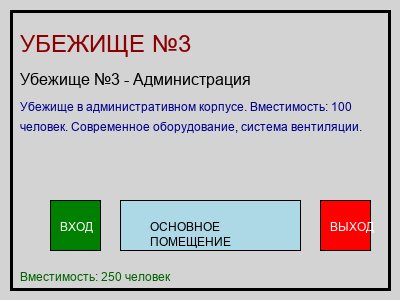 УБЕЖИЩЕ №3
Убежище №3 - Администрация
Убежище в административном корпусе. Вместимость: 100
человек. Современное оборудование, система вентиляции.
ВХОД
ОСНОВНОЕ
ПОМЕЩЕНИЕ
ВЫХОД
Вместимость: 250 человек